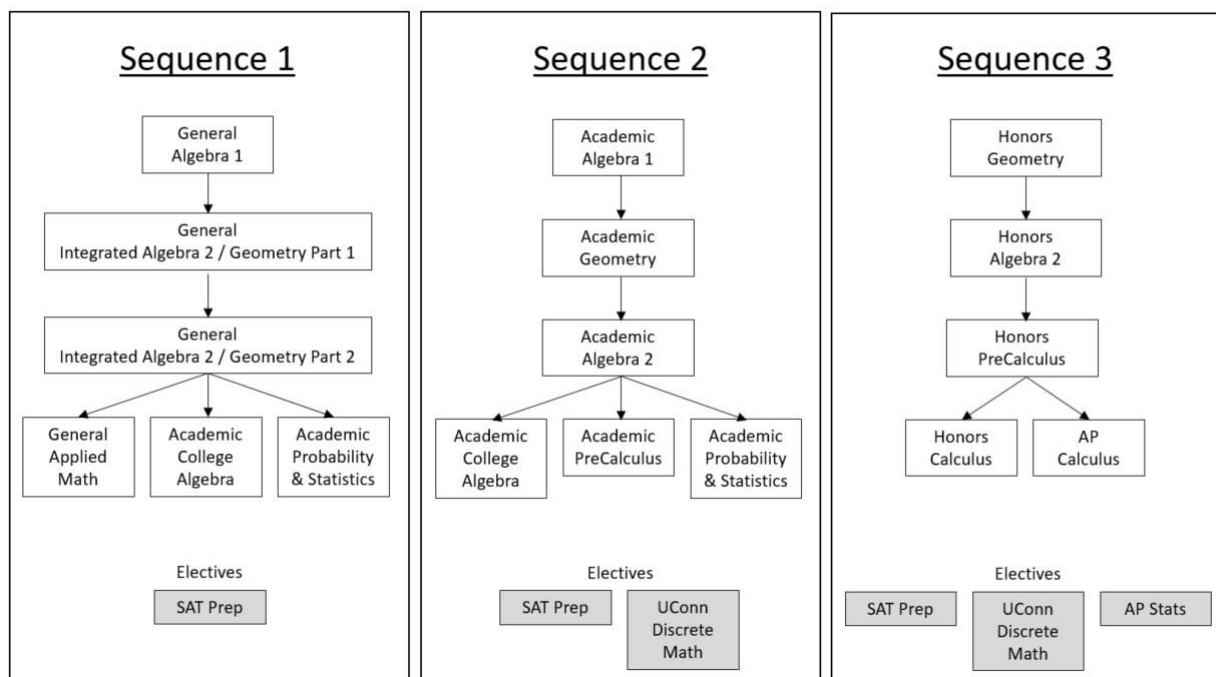 Sequence 1
General
Algebra 1
General
Integrated Algebra 2 / Geometry Part 1
General
Integrated Algebra 2 / Geometry Part 2
General
Applied
Math
Academic
College
Algebra
Academic
Probability
& Statistics
Electives
SAT Prep
Sequence 2
Academic
Algebra 1
Academic
Geometry
Academic
Algebra 2
Academic
College
Algebra
Academic
PreCalculus
Academic
Probability
& Statistics
Electives
SAT Prep
UConn
Discrete
Math
Sequence 3
Honors
Geometry
Honors
Algebra 2
Honors
PreCalculus
Honors
Calculus
AP
Calculus
Electives
SAT Prep
UConn
Discrete
Math
AP Stats